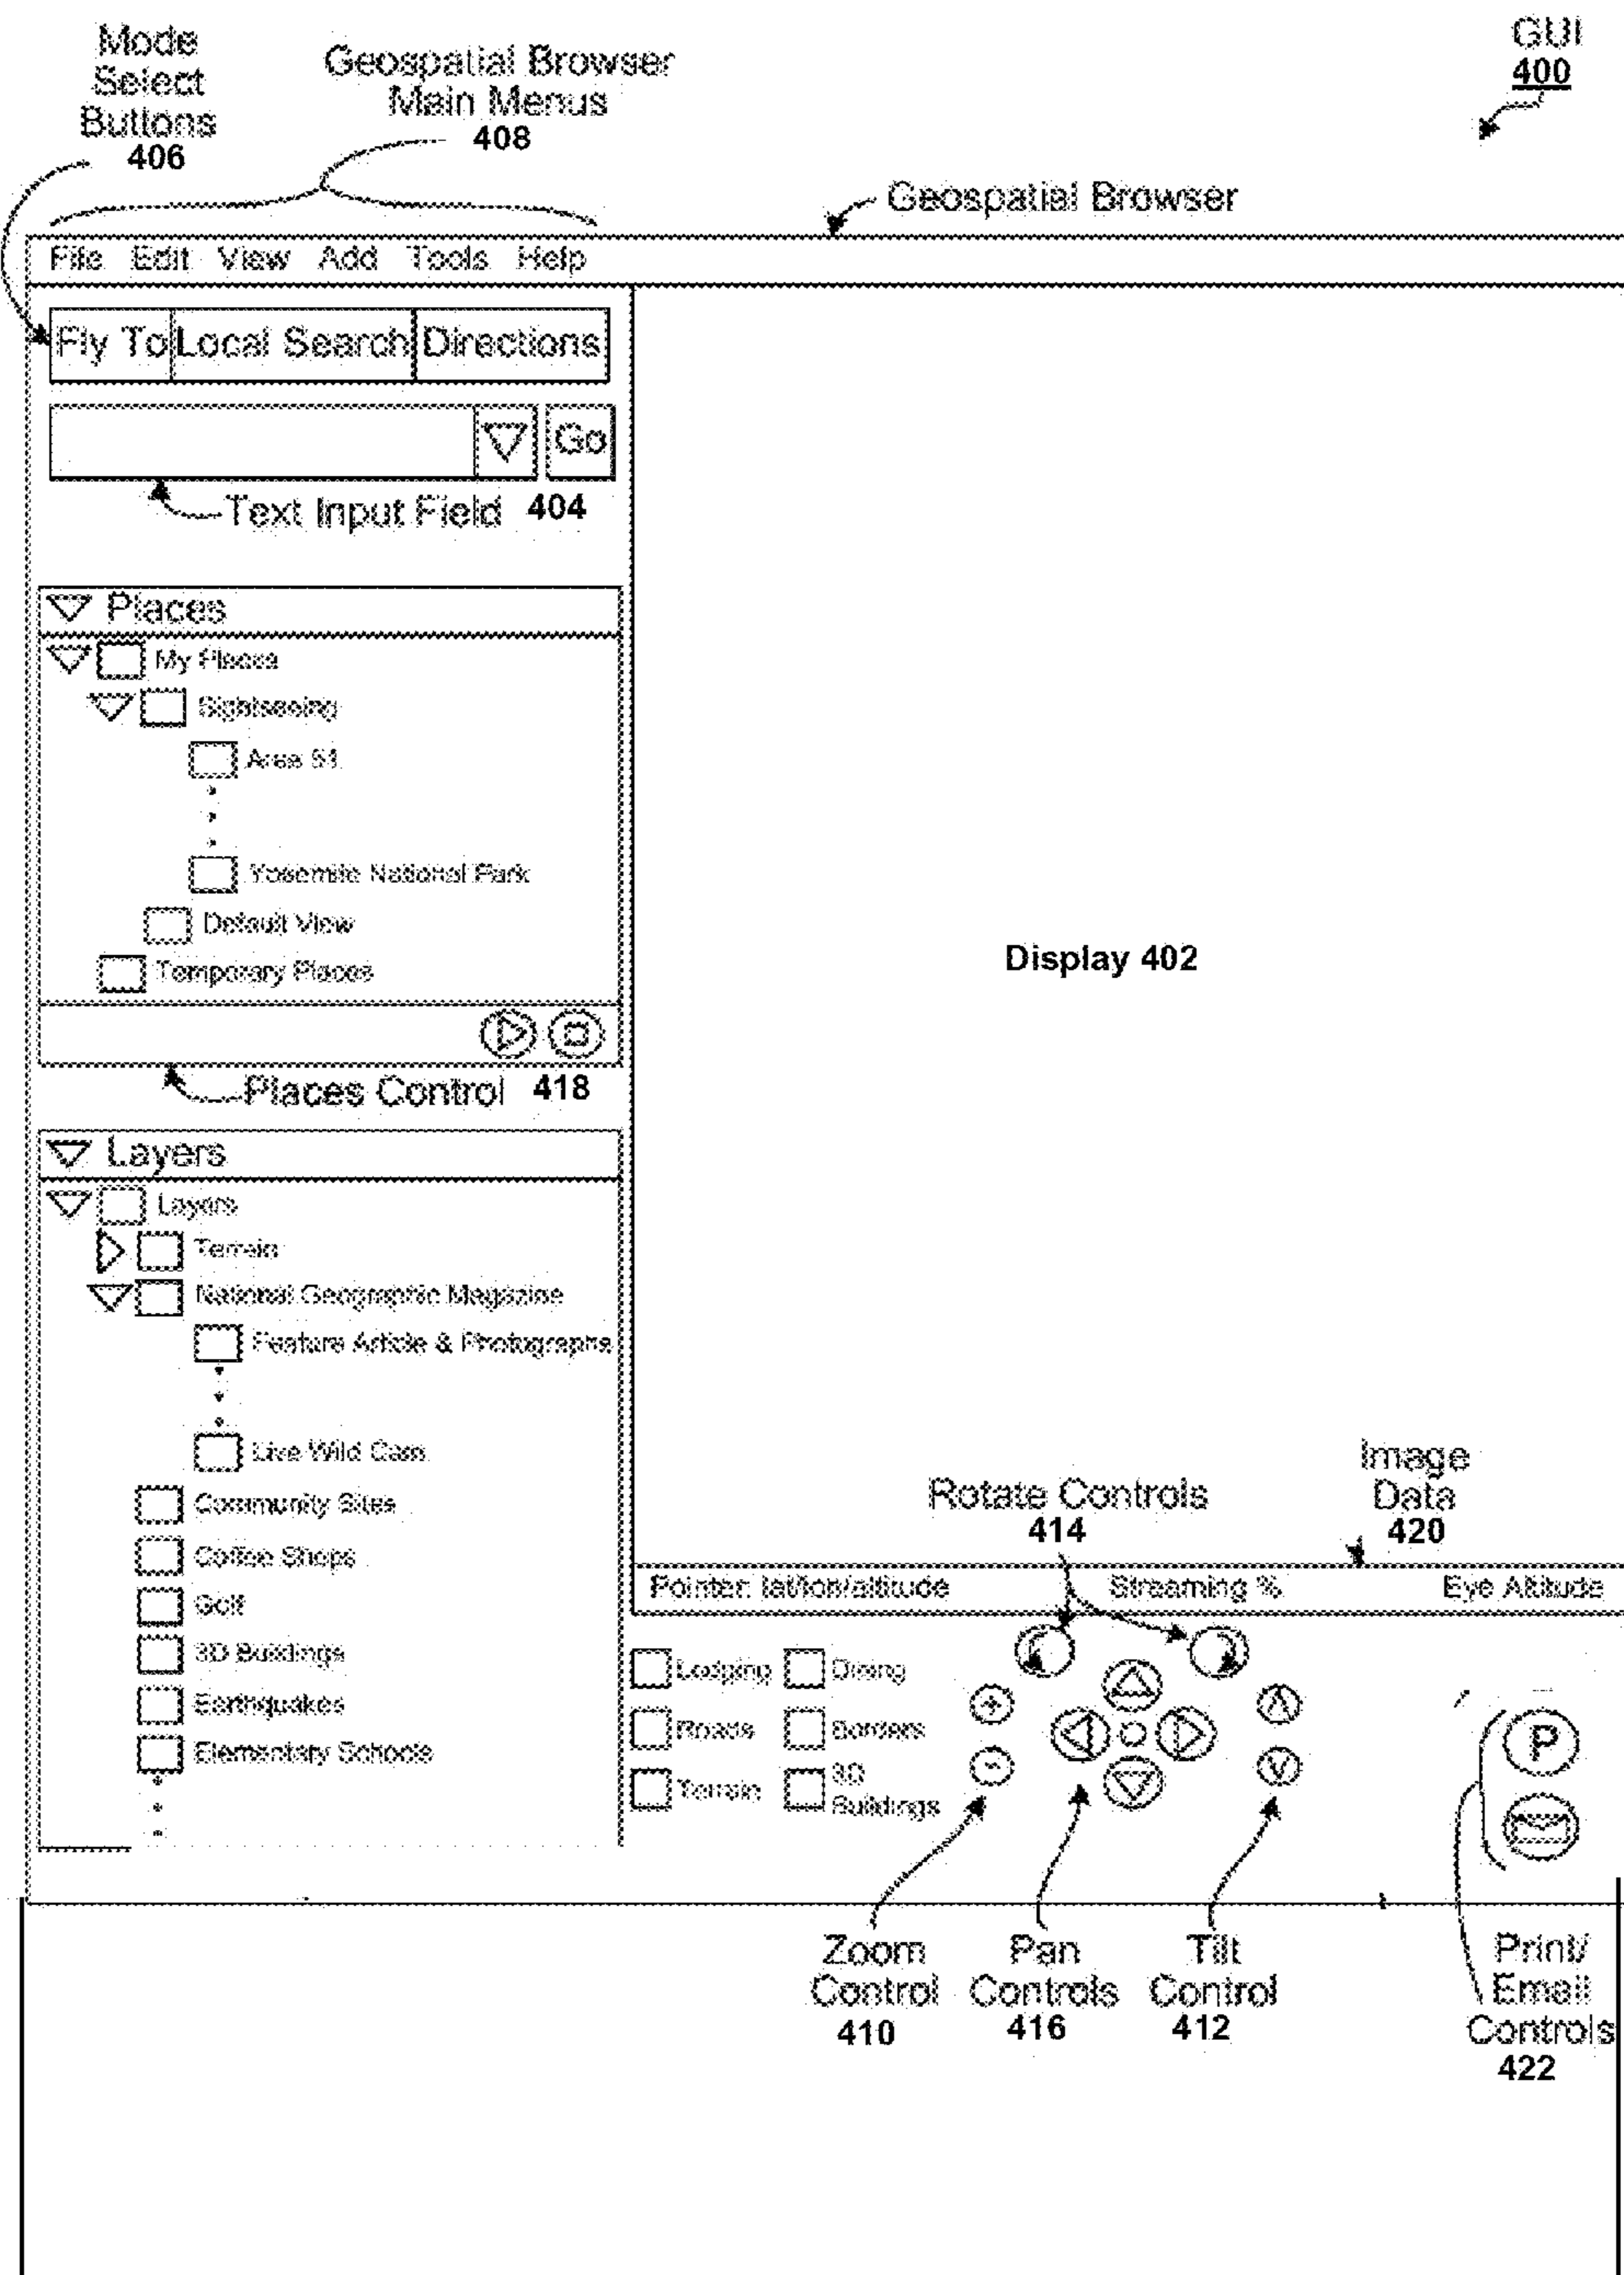 Mode
Select
Buttons
406
Geospatial Browser
Main Menus
408
GUI
400
Geospatial Browser
File Edit View Add Tools Help
Fly To Local Search Directions
Go
Text Input Field 404
Places
My Places
Sightseeing
Area 51
Yosemite National Park
Default View
Temporary Places
Places Control 418
Layers
Layers
Terrain
National Geographic Magazine
Feature Article & Photographs
Live Wild Cam
Community Sites
Coffee Shops
Golf
3D Buildings
Earthquakes
Elementary Schools
Display 402
Rotate Controls
414
Image
Data
420
Pointer: lat/lon/altitude Streaming % Eye Altitude
Lodging Dining
Roads Borders
Terrain 3D
Buildings
P
Zoom
Control
410
Pan
Controls
416
Tilt
Control
412
Print/
Email
Controls
422